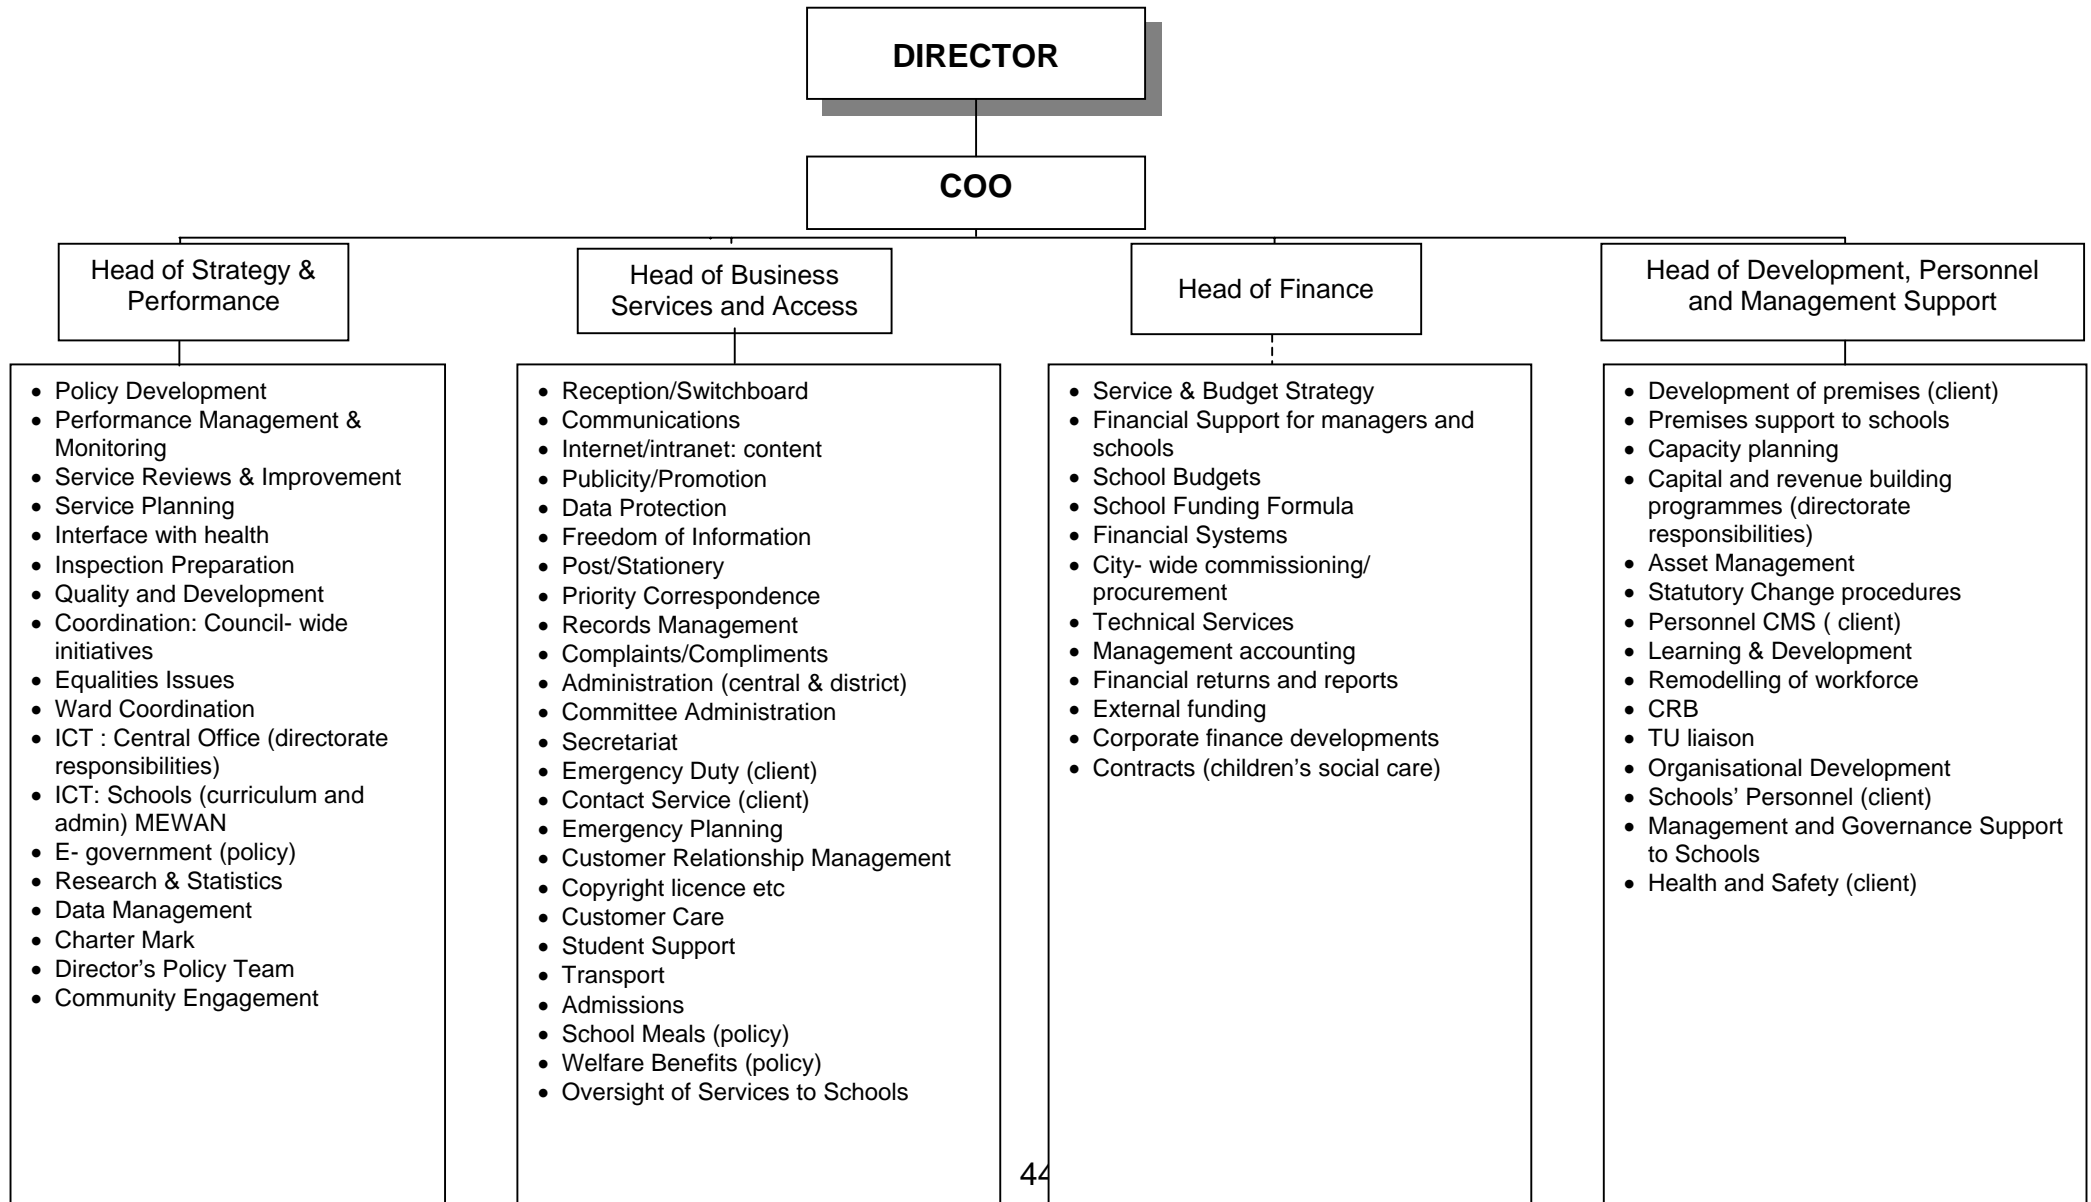 DIRECTOR
COO
Head of Strategy &
Performance
• Policy Development
• Performance Management &
Monitoring
• Service Reviews & Improvement
• Service Planning
• Interface with health
• Inspection Preparation
• Quality and Development
• Coordination: Council- wide
initiatives
• Equalities Issues
• Ward Coordination
• ICT : Central Office (directorate
responsibilities)
• ICT: Schools (curriculum and
admin) MEWAN
• E- government (policy)
• Research & Statistics
• Data Management
• Charter Mark
• Director’s Policy Team
• Community Engagement
Head of Business
Services and Access
• Reception/Switchboard
• Communications
• Internet/intranet: content
• Publicity/Promotion
• Data Protection
• Freedom of Information
• Post/Stationery
• Priority Correspondence
• Records Management
• Complaints/Compliments
• Administration (central & district)
• Committee Administration
• Secretariat
• Emergency Duty (client)
• Contact Service (client)
• Emergency Planning
• Customer Relationship Management
• Copyright licence etc
• Customer Care
• Student Support
• Transport
• Admissions
• School Meals (policy)
• Welfare Benefits (policy)
• Oversight of Services to Schools
Head of Finance
• Service & Budget Strategy
• Financial Support for managers and
schools
• School Budgets
• School Funding Formula
• Financial Systems
• City- wide commissioning/
procurement
• Technical Services
• Management accounting
• Financial returns and reports
• External funding
• Corporate finance developments
• Contracts (children’s social care)
Head of Development, Personnel
and Management Support
• Development of premises (client)
• Premises support to schools
• Capacity planning
• Capital and revenue building
programmes (directorate
responsibilities)
• Asset Management
• Statutory Change procedures
• Personnel CMS ( client)
• Learning & Development
• Remodelling of workforce
• CRB
• TU liaison
• Organisational Development
• Schools’ Personnel (client)
• Management and Governance Support
to Schools
• Health and Safety (client)
44